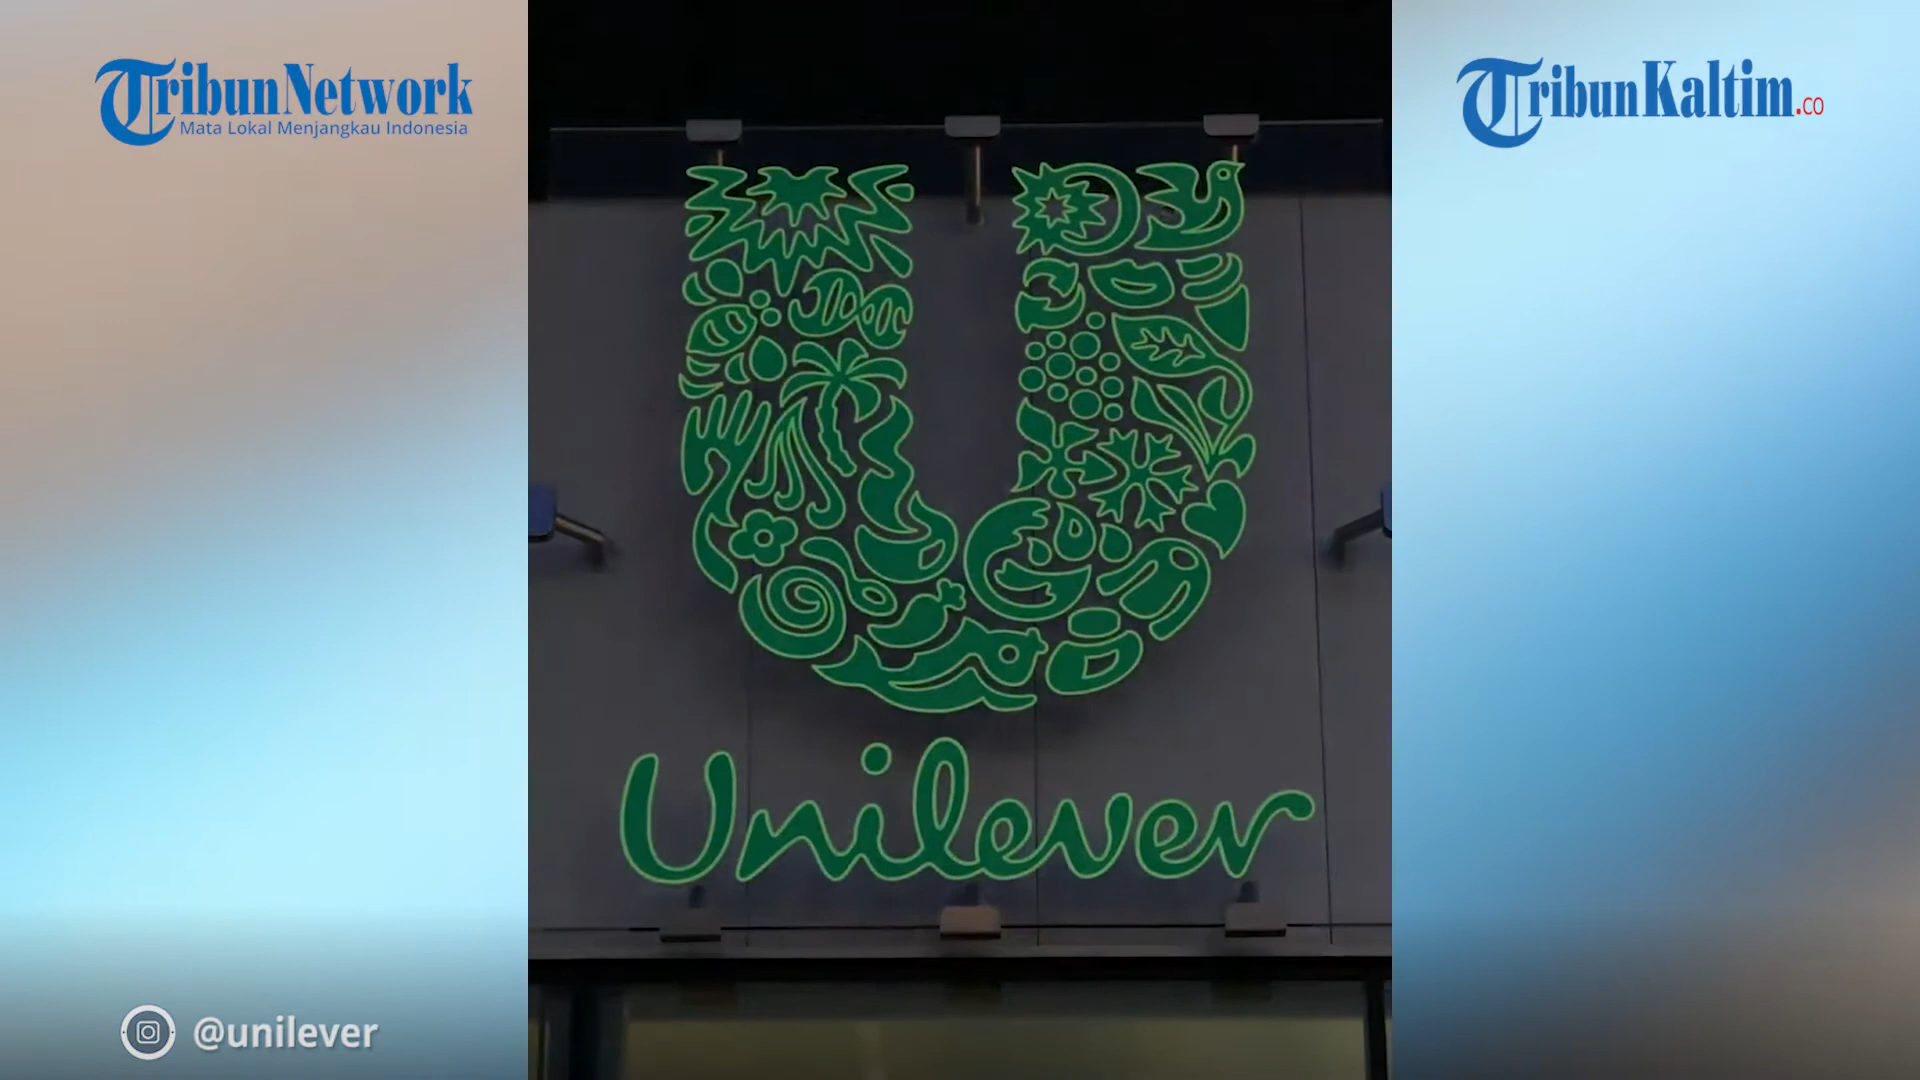 TribunNetwork
Mata Lokal Menjangkau Indonesia
TribunKaltim.co
Unilever
@unilever